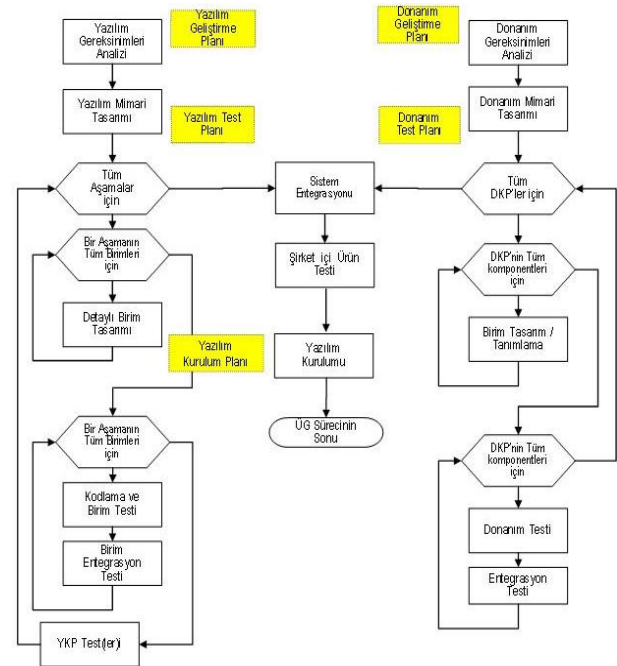 Yazılım
Gereksinimleri
Analizi
Yazılım
Geliştirme
Planı
Donanım
Geliştirme
Planı
Donanım
Gereksinimleri
Analizi
Yazılım Mimari
Tasarımı
Yazılım Test
Planı
Donanım
Test Planı
Donanım Mimari
Tasarımı
Tüm
Aşamalar
için
Sistem
Entegrasyonu
Tüm
DKP'ler için
Bir Aşamanın
Tüm Birimleri
için
Şirket içi Ürün
Testi
DKP'nin Tüm
komponentleri
için
Detaylı Birim
Tasarımı
Yazılım
Kurulum Planı
Yazılım
Kurulumu
Birim Tasarım /
Tanımlama
ÜG Sürecinin
Sonu
Bir Aşamanın
Tüm Birimleri
için
DKP'nin Tüm
komponentleri
için
Kodlama ve
Birim Testi
Donanım Testi
Birim
Entegrasyon
Testi
Entegrasyon
Testi
YKP Test(ler)i